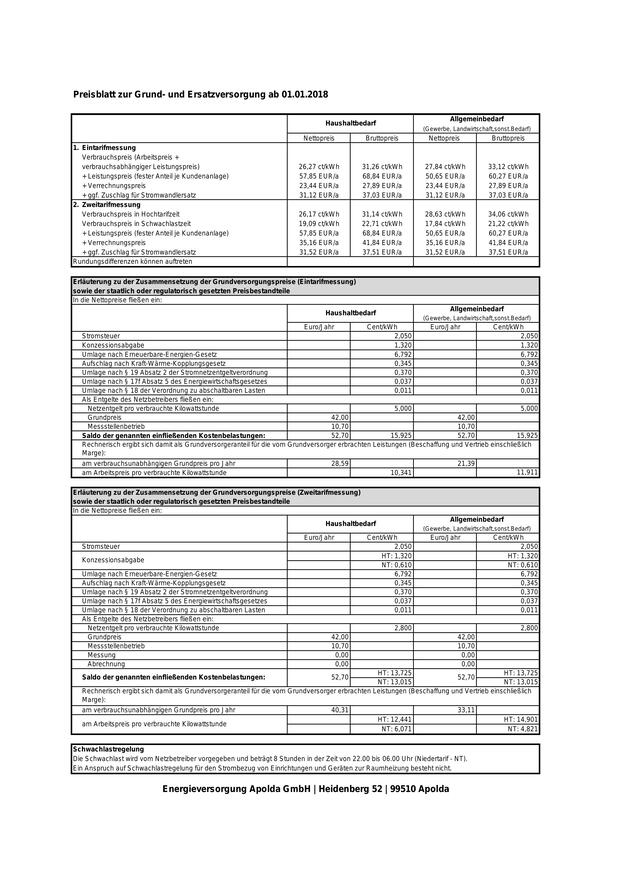 Preisblatt zur Grund- und Ersatzversorgung ab 01.01.2018
Haushaltbedarf Allgemeinbedarf
(Gewerbe, Landwirtschaft,sonst.Bedarf)
Nettopreis Bruttopreis Nettopreis Bruttopreis
1. Eintarifmessung
Verbrauchspreis (Arbeitspreis +
verbrauchsabhängiger Leistungspreis) 26,27 ct/kWh 31,26 ct/kWh 27,84 ct/kWh 33,12 ct/kWh
+ Leistungspreis (fester Anteil je Kundenanlage) 57,85 EUR/a 68,84 EUR/a 50,65 EUR/a 60,27 EUR/a
+ Verrechnungspreis 23,44 EUR/a 27,89 EUR/a 23,44 EUR/a 27,89 EUR/a
+ ggf. Zuschlag für Stromwandlersatz 31,12 EUR/a 37,03 EUR/a 31,12 EUR/a 37,03 EUR/a
2. Zweitarifmessung
Verbrauchspreis in Hochtarifzeit 26,17 ct/kWh 31,14 ct/kWh 28,63 ct/kWh 34,06 ct/kWh
Verbrauchspreis in Schwachlastzeit 19,09 ct/kWh 22,71 ct/kWh 17,84 ct/kWh 21,22 ct/kWh
+ Leistungspreis (fester Anteil je Kundenanlage) 57,85 EUR/a 68,84 EUR/a 50,65 EUR/a 60,27 EUR/a
+ Verrechnungspreis 35,16 EUR/a 41,84 EUR/a 35,16 EUR/a 41,84 EUR/a
+ ggf. Zuschlag für Stromwandlersatz 31.52 EUR/a 37,51 EUR/a 31.52 EUR/a 37,51 EUR/a
Rundungsdifferenzen können auftreten
Erläuterung zu der Zusammensetzung der Grundversorgungspreise (Eintarifmessung)
sowie der staatlich oder regulatorisch gesetzten Preisbestandteile
In die Nettopreise fließen ein:
Haushaltbedarf Allgemeinbedarf
(Gewerbe, Landwirtschaft,sonst.Bedarf)
Euro/Jahr Cent/kWh Euro/Jahr Cent/kWh
Stromsteuer 2,050 2,050
Konzessionsabgabe 1,320 1,320
Umlage nach Erneuerbare-Energien-Gesetz 6,792 6,792
Aufschlag nach Kraft-Wärme-Kopplungsgesetz 0,345 0,345
Umlage nach § 19 Absatz 2 der Stromnetzentgeltverordnung 0,370 0,370
Umlage nach § 17f Absatz 5 des Energiewirtschaftsgesetzes 0,037 0,037
Umlage nach § 18 der Verordnung zu abschaltbaren Lasten 0,011 0,011
Als Entgelte des Netzbetreibers fließen ein:
Netzentgelt pro verbrauchte Kilowattstunde 5,000 5,000
Grundpreis 42,00 42,00
Messstellenbetrieb 10,70 10,70
Saldo der genannten einfließenden Kostenbelastungen: 52,70 15,925 52,70 15,925
Rechnerisch ergibt sich damit als Grundversorgeranteil für die vom Grundversorger erbrachten Leistungen (Beschaffung und Vertrieb einschließlich
Marge):
am verbrauchsunabhängigen Grundpreis pro Jahr 28,59 21,39
am Arbeitspreis pro verbrauchte Kilowattstunde 10,341 11,911
Erläuterung zu der Zusammensetzung der Grundversorgungspreise (Zweitarifmessung)
sowie der staatlich oder regulatorisch gesetzten Preisbestandteile
In die Nettopreise fließen ein:
Haushaltbedarf Allgemeinbedarf
(Gewerbe, Landwirtschaft,sonst.Bedarf)
Euro/Jahr Cent/kWh Euro/Jahr Cent/kWh
Stromsteuer 2,050 2,050
Konzessionsabgabe HT: 1,320 HT: 1,320
NT: 0,610 NT: 0,610
Umlage nach Erneuerbare-Energien-Gesetz 6,792 6,792
Aufschlag nach Kraft-Wärme-Kopplungsgesetz 0,345 0,345
Umlage nach § 19 Absatz 2 der Stromnetzentgeltverordnung 0,370 0,370
Umlage nach § 17f Absatz 5 des Energiewirtschaftsgesetzes 0,037 0,037
Umlage nach § 18 der Verordnung zu abschaltbaren Lasten 0,011 0,011
Als Entgelte des Netzbetreibers fließen ein:
Netzentgelt pro verbrauchte Kilowattstunde 2,800 2,800
Grundpreis 42,00 42,00
Messstellenbetrieb 10,70 10,70
Messung 0,00 0,00
Abrechnung 0,00 0,00
Saldo der genannten einfließenden Kostenbelastungen: 52,70 HT: 13,725 52,70 HT: 13,725
NT: 13,015 NT: 13,015
Rechnerisch ergibt sich damit als Grundversorgeranteil für die vom Grundversorger erbrachten Leistungen (Beschaffung und Vertrieb einschließlich
Marge):
am verbrauchsunabhängigen Grundpreis pro Jahr 40,31 33,11
am Arbeitspreis pro verbrauchte Kilowattstunde HT: 12,441 HT: 14,901
NT: 6,071 NT: 4,821
Schwachlastregelung
Die Schwachlast wird vom Netzbetreiber vorgegeben und beträgt 8 Stunden in der Zeit von 22.00 bis 06.00 Uhr (Niedertarif - NT).
Ein Anspruch auf Schwachlastregelung für den Strombezug von Einrichtungen und Geräten zur Raumheizung besteht nicht.
Energieversorgung Apolda GmbH | Heidenberg 52 | 99510 Apolda